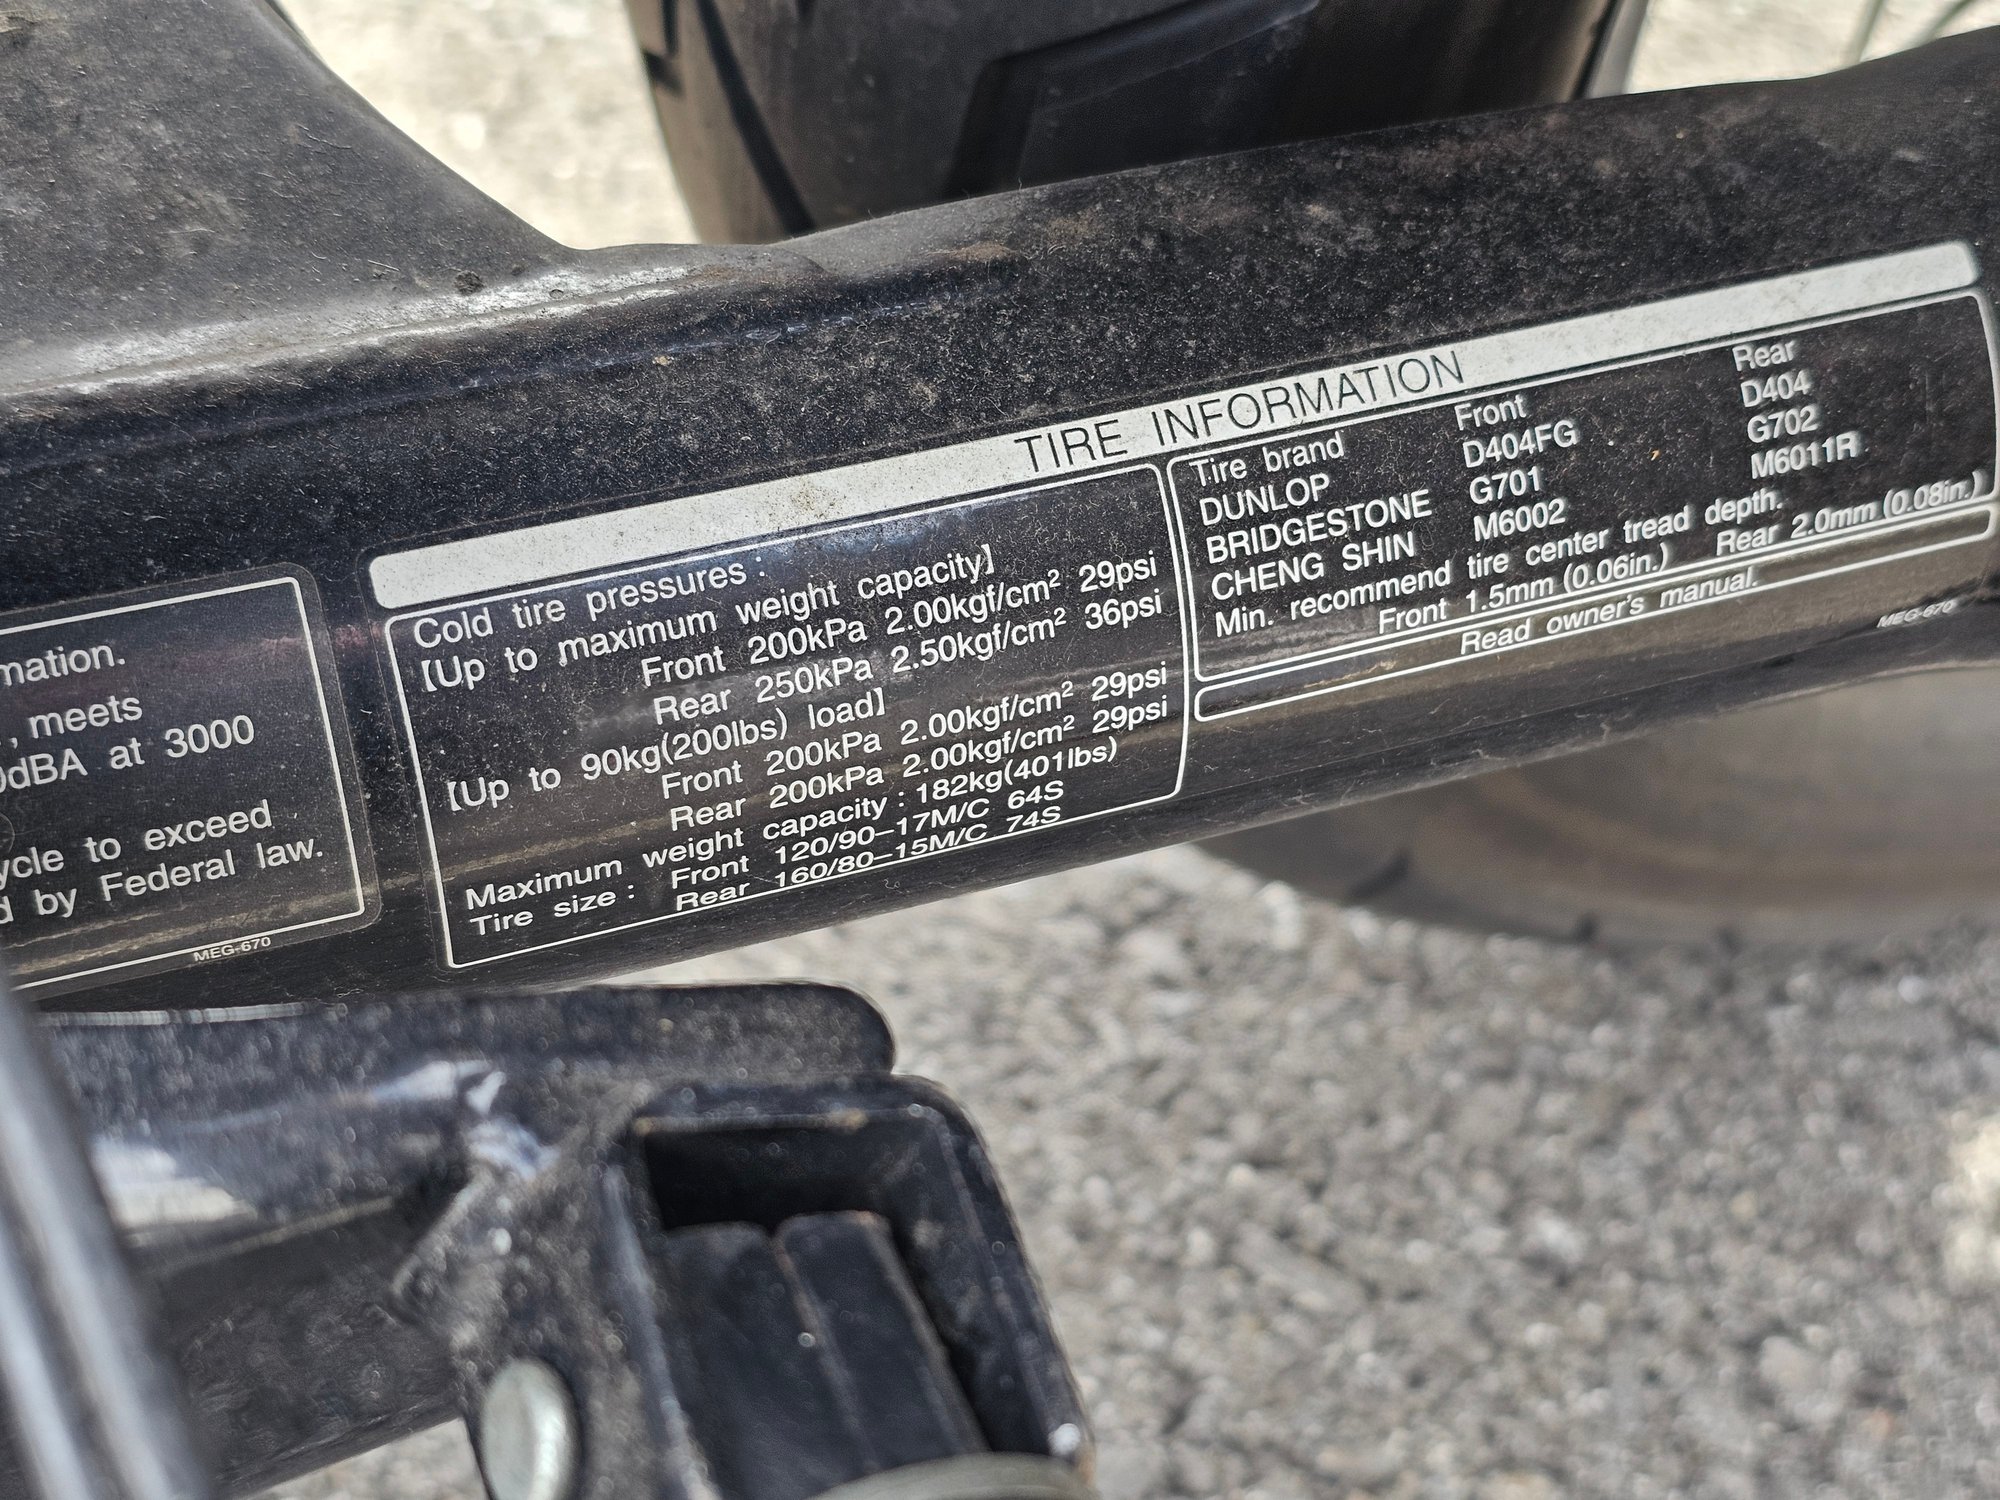 mation.
, meets
dBA at 3000
cycle to exceed
by Federal law.
MEG-670
TIRE INFORMATION
Cold tire pressures :
【Up to maximum weight capacity】
Front 200kPa 2.00kgf/cm² 29psi
Rear 250kPa 2.50kgf/cm² 36psi
【Up to 90kg(200lbs) load】
Front 200kPa 2.00kgf/cm² 29psi
Rear 200kPa 2.00kgf/cm² 29psi
Maximum weight capacity : 182kg(401lbs)
Tire size : Front 120/90–17M/C 64S
Rear 160/80–15M/C 74S
Tire brand Front Rear
DUNLOP D404FG D404
BRIDGESTONE G701 G702
CHENG SHIN M6002 M6011R
Min. recommend tire center tread depth.
Front 1.5mm (0.06in.) Rear 2.0mm (0.08in.)
Read owner's manual.
MEG-670